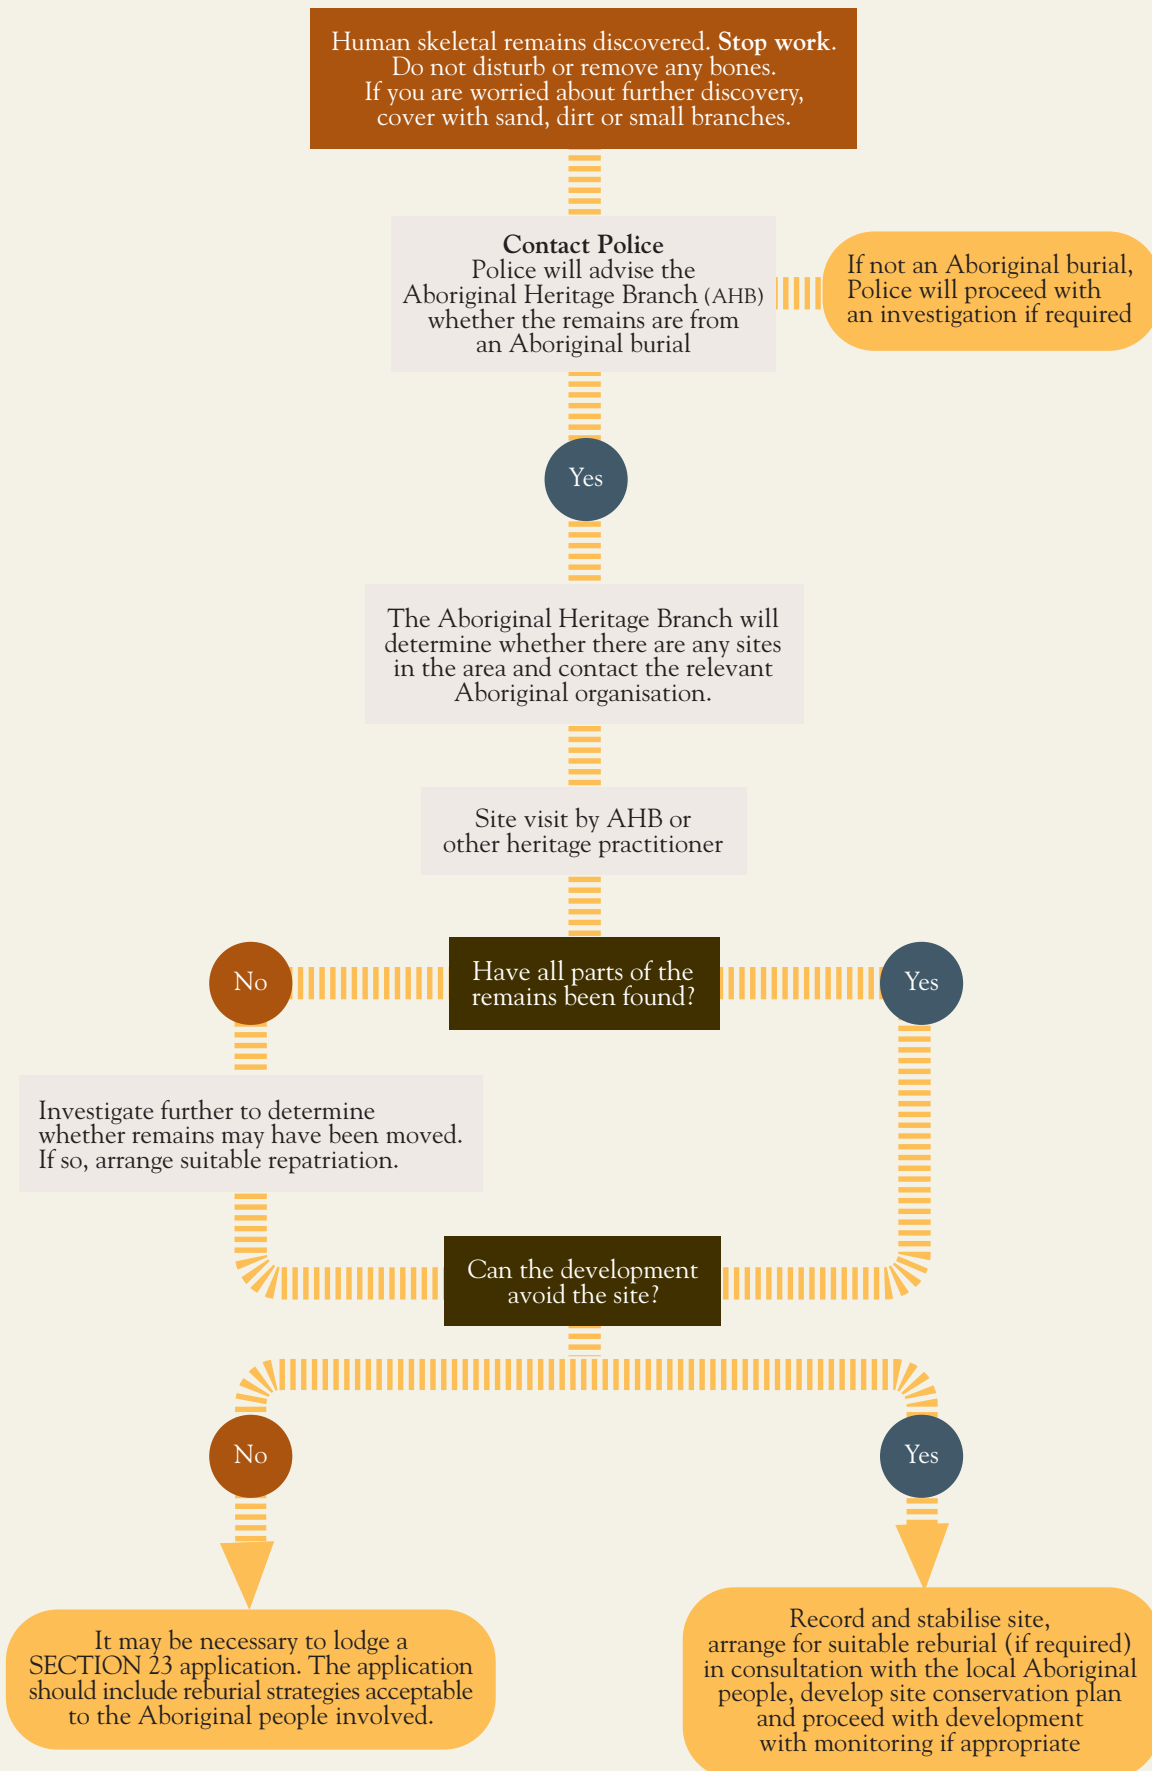 Human skeletal remains discovered. Stop work.
Do not disturb or remove any bones.
If you are worried about further discovery,
cover with sand, dirt or small branches.
Contact Police
Police will advise the
Aboriginal Heritage Branch (AHB)
whether the remains are from
an Aboriginal burial
If not an Aboriginal burial,
Police will proceed with
an investigation if required
Yes
The Aboriginal Heritage Branch will
determine whether there are any sites
in the area and contact the relevant
Aboriginal organisation.
Site visit by AHB or
other heritage practitioner
No
Have all parts of the
remains been found?
Yes
Investigate further to determine
whether remains may have been moved.
If so, arrange suitable repatriation.
Can the development
avoid the site?
No
Yes
It may be necessary to lodge a
SECTION 23 application. The application
should include reburial strategies acceptable
to the Aboriginal people involved.
Record and stabilise site,
arrange for suitable reburial (if required)
in consultation with the local Aboriginal
people, develop site conservation plan
and proceed with development
with monitoring if appropriate